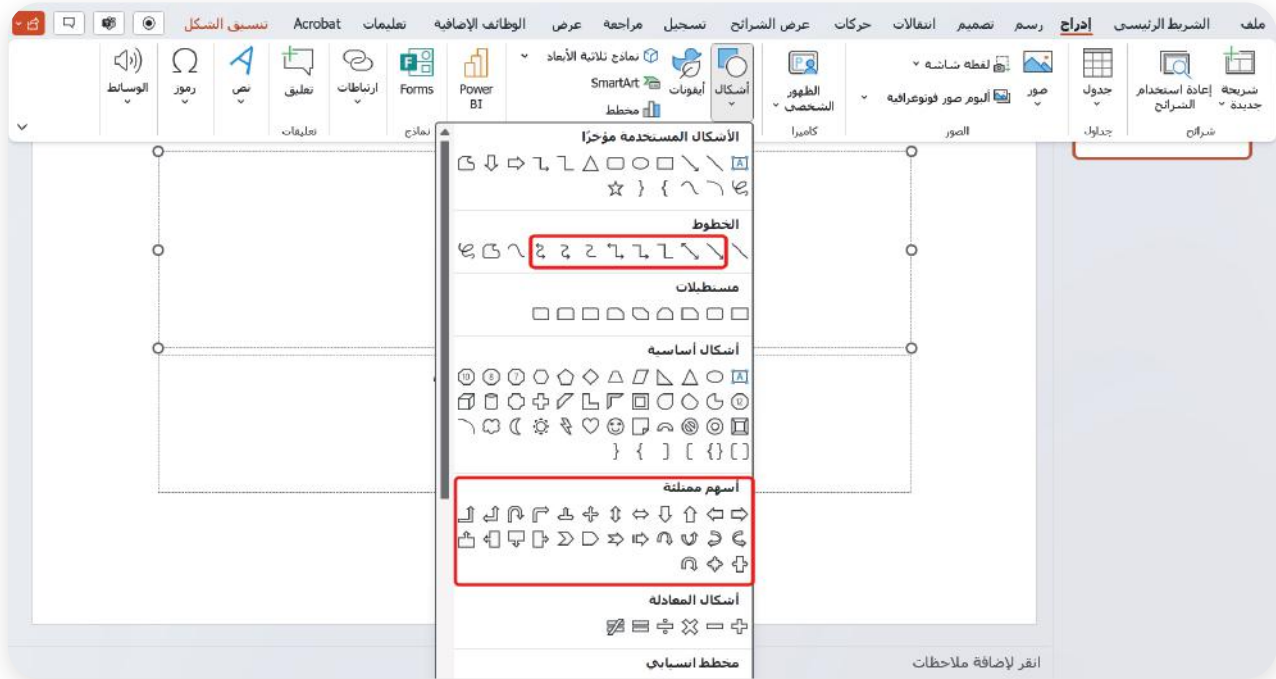 ملف الشريط الرئيسي إدراج رسم تصميم انتقالات حركات عرض الشرائح تسجيل مراجعة عرض الوظائف الإضافية تعليمات Acrobat تنسيق الشكل
شريحة جديدة
إعادة استخدام الشرائح
شرائح
جدول
جداول
صور
لقطة شاشة
ألبوم صور فوتوغرافية
الصور
الظهور الشخصي
كاميرا
أشكال
أيقونات
نماذج ثلاثية الأبعاد
SmartArt
مخطط
Power BI
Forms
نماذج
ارتباطات
تعليق
تعليقات
نص
رموز
الوسائط
الأشكال المستخدمة مؤخرًا
الخطوط
مستطيلات
أشكال أساسية
أسهم ممتلئة
أشكال المعادلة
مخطط انسيابي
انقر لإضافة ملاحظات